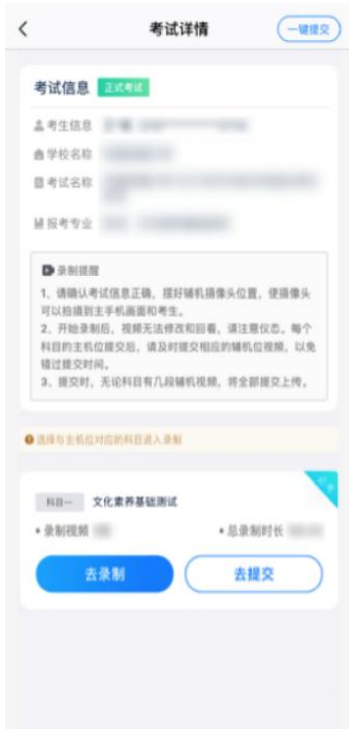 考试详情
一键提交
考试信息 正式考试
考生信息
学校名称
考试名称
报考专业
录制提醒
1、请确认考试信息正确，摆好辅机摄像头位置，使摄像头
可以拍摄到主手机画面和考生。
2、开始录制后，视频无法修改和回看，请注意仪态。每个
科目的主机位提交后，请及时提交相应的辅机位视频，以免
错过提交时间。
3、提交时，无论科目有几段辅机视频，将全部提交上传。
选择与主机位对应的科目进入录制
科目一 文化素养基础测试
• 录制视频
• 总录制时长
去录制
去提交